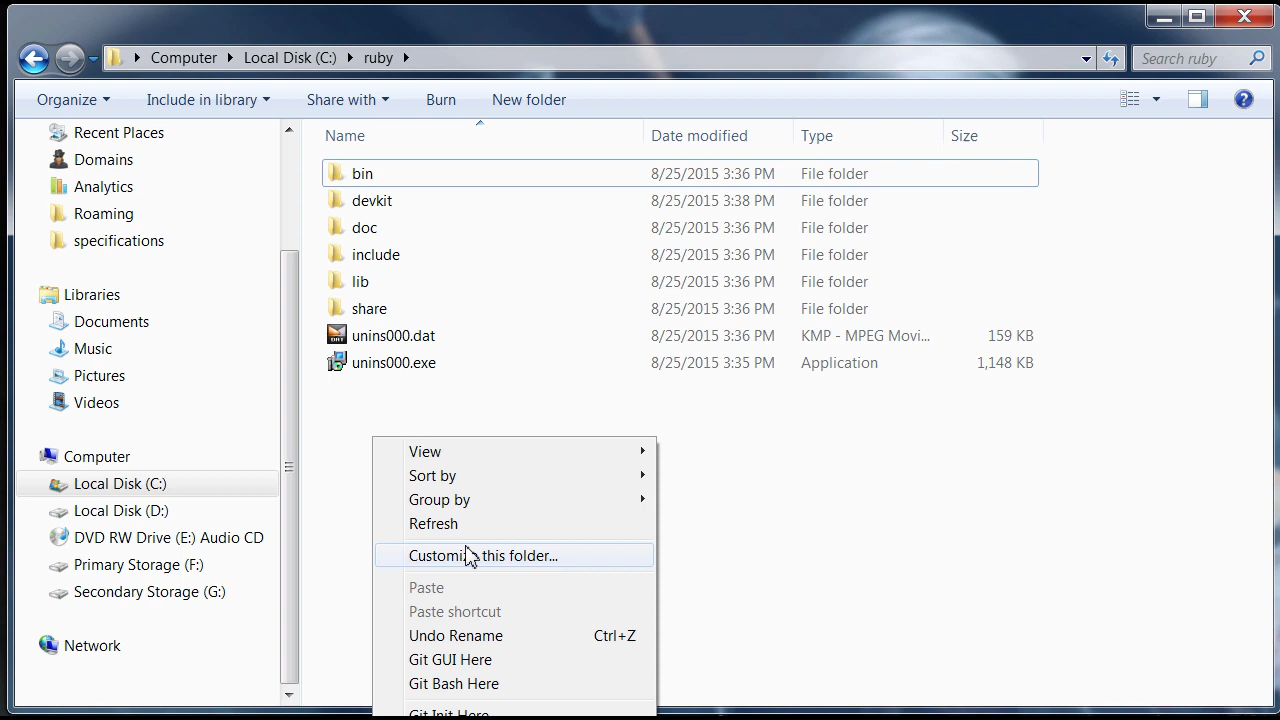 Computer Local Disk (C:) ruby Search ruby
Organize Include in library Share with Burn New folder
Name Date modified Type Size
Recent Places
Domains
Analytics
Roaming
specifications
Libraries
Documents
Music
Pictures
Videos
Computer
Local Disk (C:)
Local Disk (D:)
DVD RW Drive (E:) Audio CD
Primary Storage (F:)
Secondary Storage (G:)
Network
bin 8/25/2015 3:36 PM File folder
devkit 8/25/2015 3:38 PM File folder
doc 8/25/2015 3:36 PM File folder
include 8/25/2015 3:36 PM File folder
lib 8/25/2015 3:36 PM File folder
share 8/25/2015 3:36 PM File folder
unins000.dat 8/25/2015 3:36 PM KMP - MPEG Movi... 159 KB
unins000.exe 8/25/2015 3:35 PM Application 1,148 KB
View
Sort by
Group by
Refresh
Customize this folder...
Paste
Paste shortcut
Undo Rename Ctrl+Z
Git GUI Here
Git Bash Here
Git Init Here